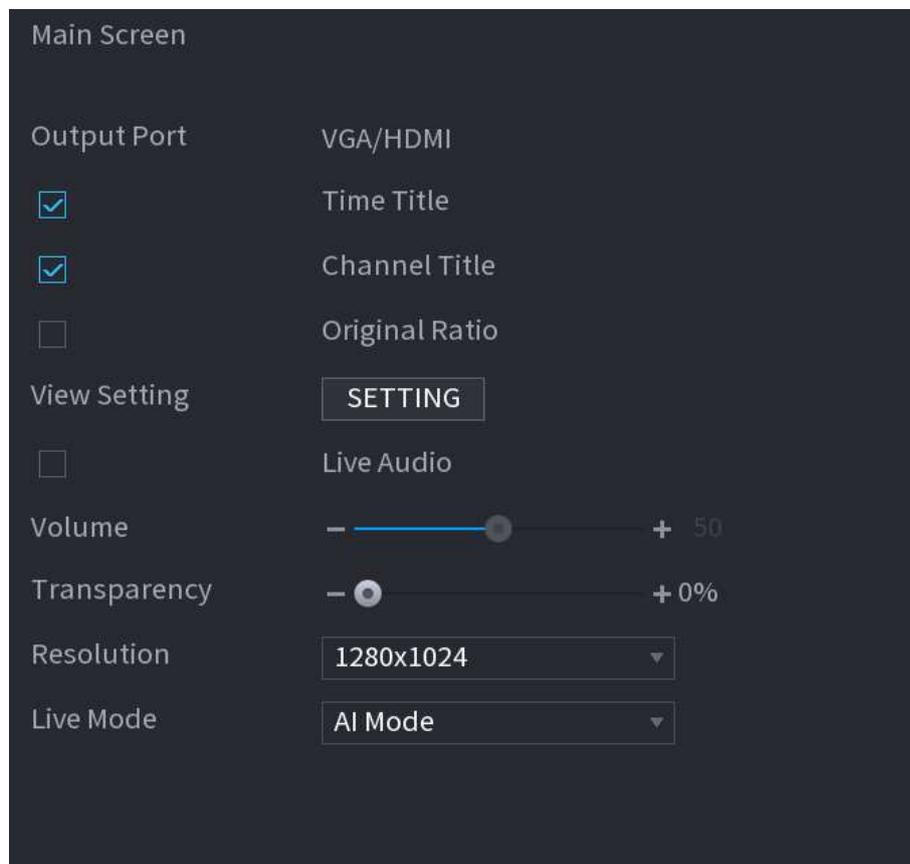 Main Screen
Output Port VGA/HDMI
Time Title
Channel Title
Original Ratio
View Setting SETTING
Live Audio
Volume − + 50
Transparency − + 0%
Resolution 1280x1024
Live Mode AI Mode